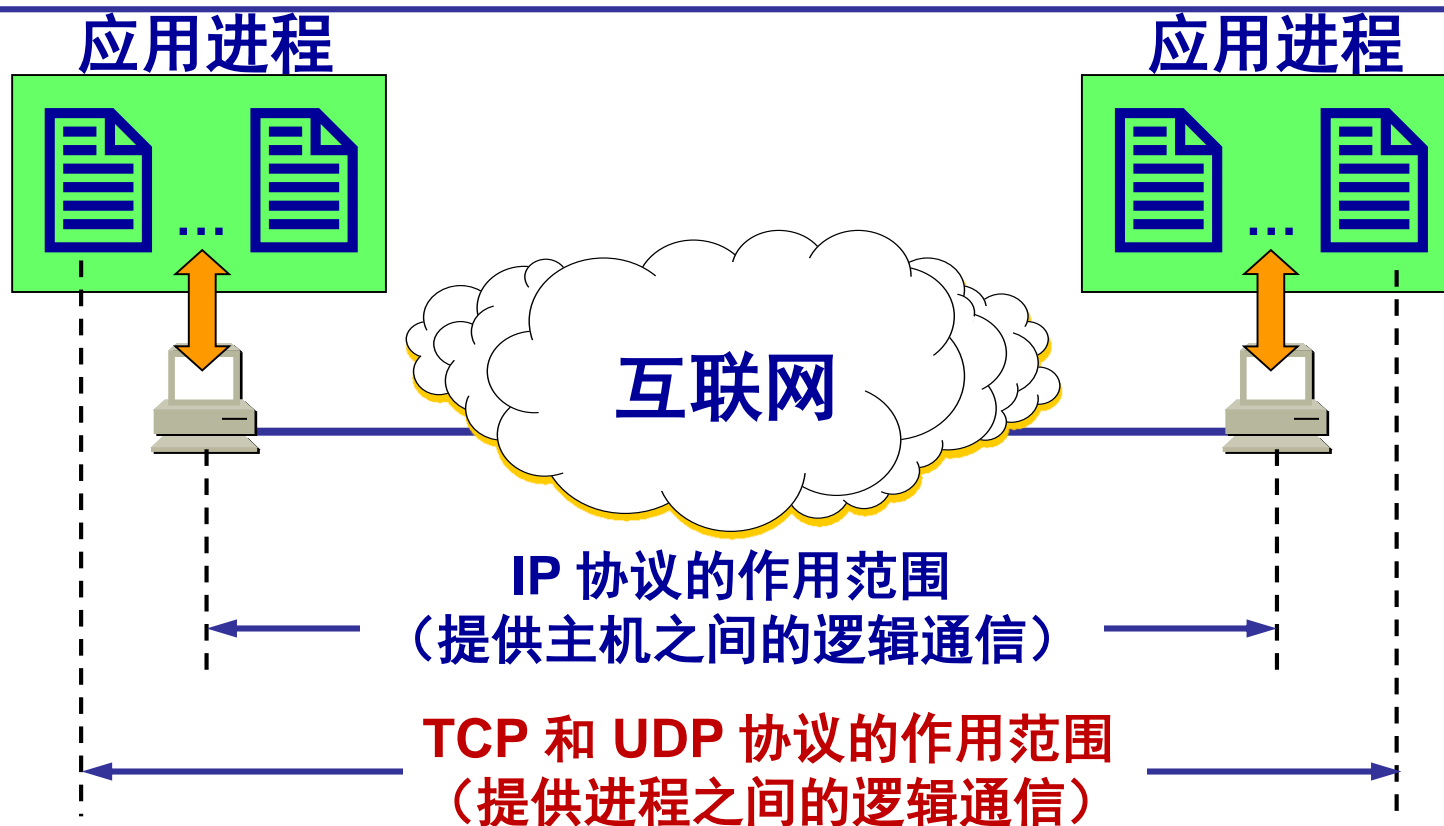 应用进程
应用进程
…
…
互联网
IP 协议的作用范围
（提供主机之间的逻辑通信）
TCP 和 UDP 协议的作用范围
（提供进程之间的逻辑通信）